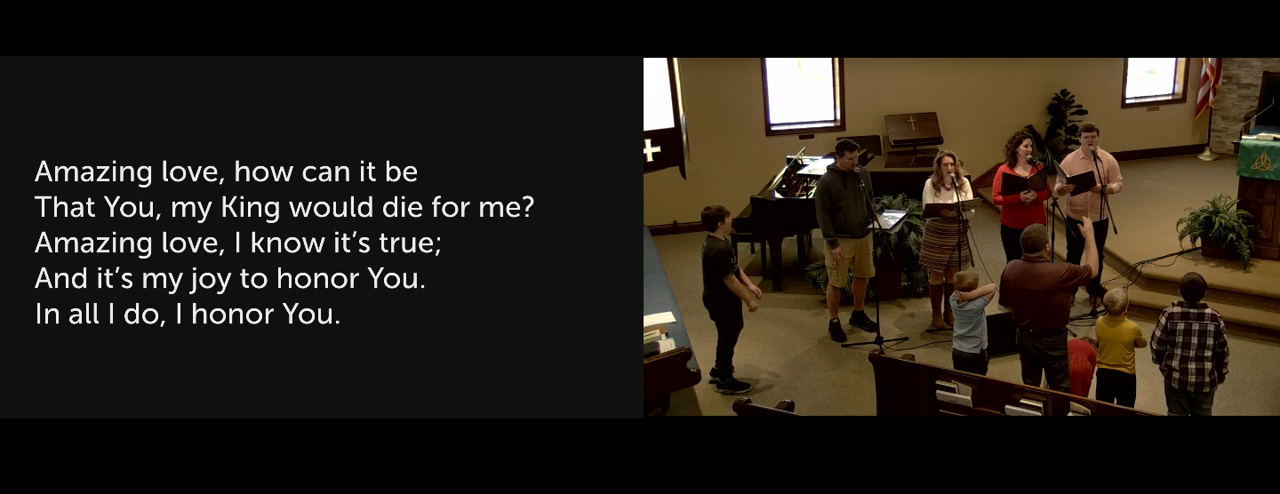 Amazing love, how can it be
That You, my King would die for me?
Amazing love, I know it's true;
And it's my joy to honor You.
In all I do, I honor You.